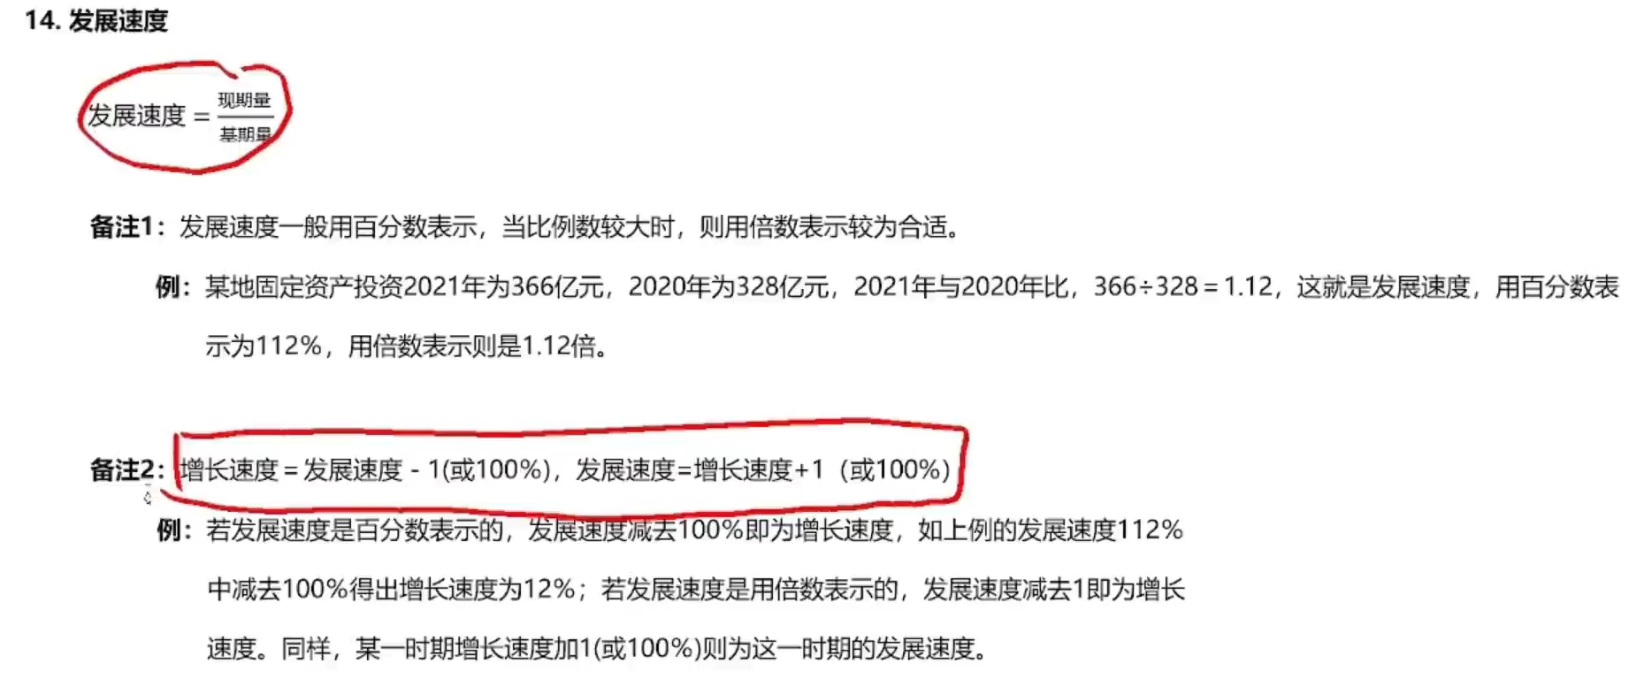 14. 发展速度
发展速度 = 现期量/基期量
备注1：发展速度一般用百分数表示，当比例数较大时，则用倍数表示较为合适。
例：某地固定资产投资2021年为366亿元，2020年为328亿元，2021年与2020年比，366÷328＝1.12，这就是发展速度，用百分数表
示为112%，用倍数表示则是1.12倍。
备注2：增长速度＝发展速度 - 1(或100%)，发展速度=增长速度+1（或100%)
例：若发展速度是百分数表示的，发展速度减去100%即为增长速度，如上例的发展速度112%
中减去100%得出增长速度为12%；若发展速度是用倍数表示的，发展速度减去1即为增长
速度。同样，某一时期增长速度加1(或100%)则为这一时期的发展速度。